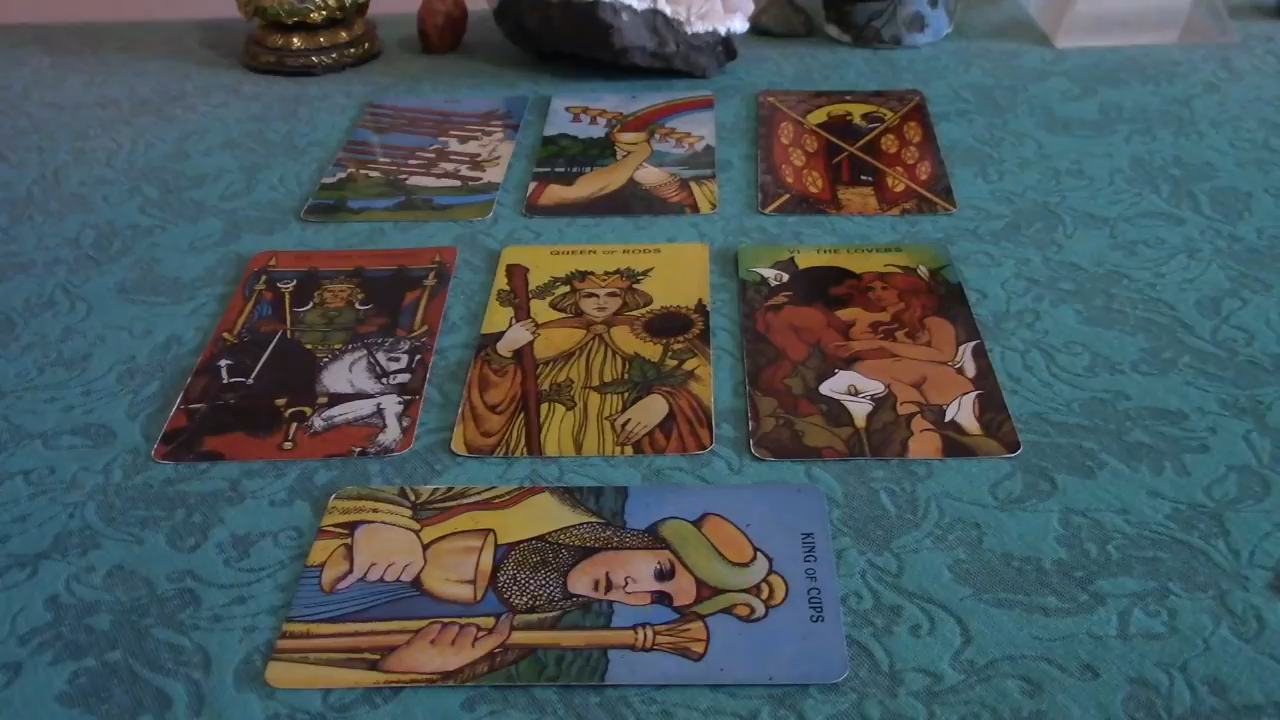 QUEEN OF RODS
VI THE LOVERS
KING OF CUPS